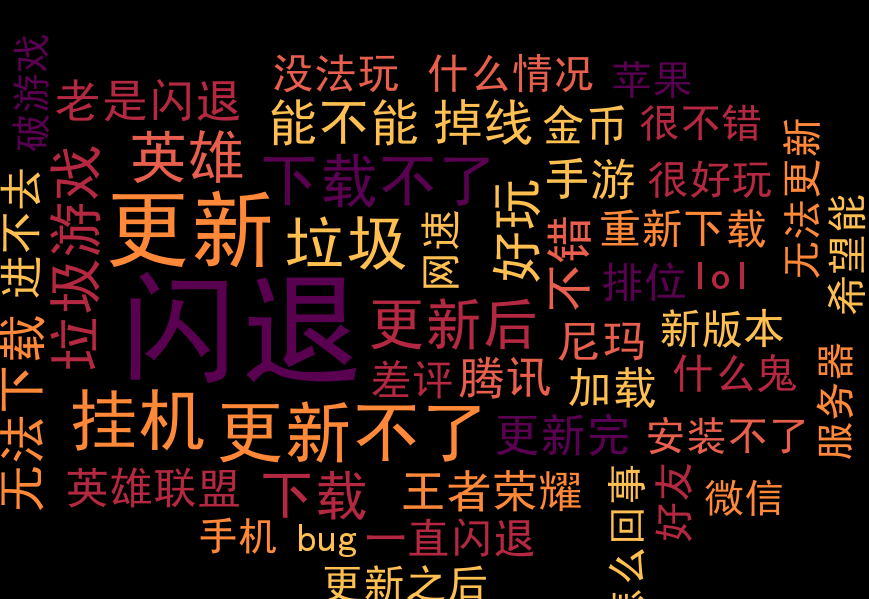 破游戏
没法玩
什么情况
苹果
老是闪退
能不能
掉线
金币
很不错
无法更新
英雄
下载不了
手游
很好玩
进不去
垃圾游戏
更新
垃圾
网速
好玩
不错
重新下载
希望能
闪退
排位
lol
更新后
尼玛
新版本
无法下载
差评
腾讯
加载
什么鬼
服务器
挂机
更新不了
更新完
安装不了
英雄联盟
下载
王者荣耀
怎么回事
好友
微信
手机
bug
一直闪退
更新之后